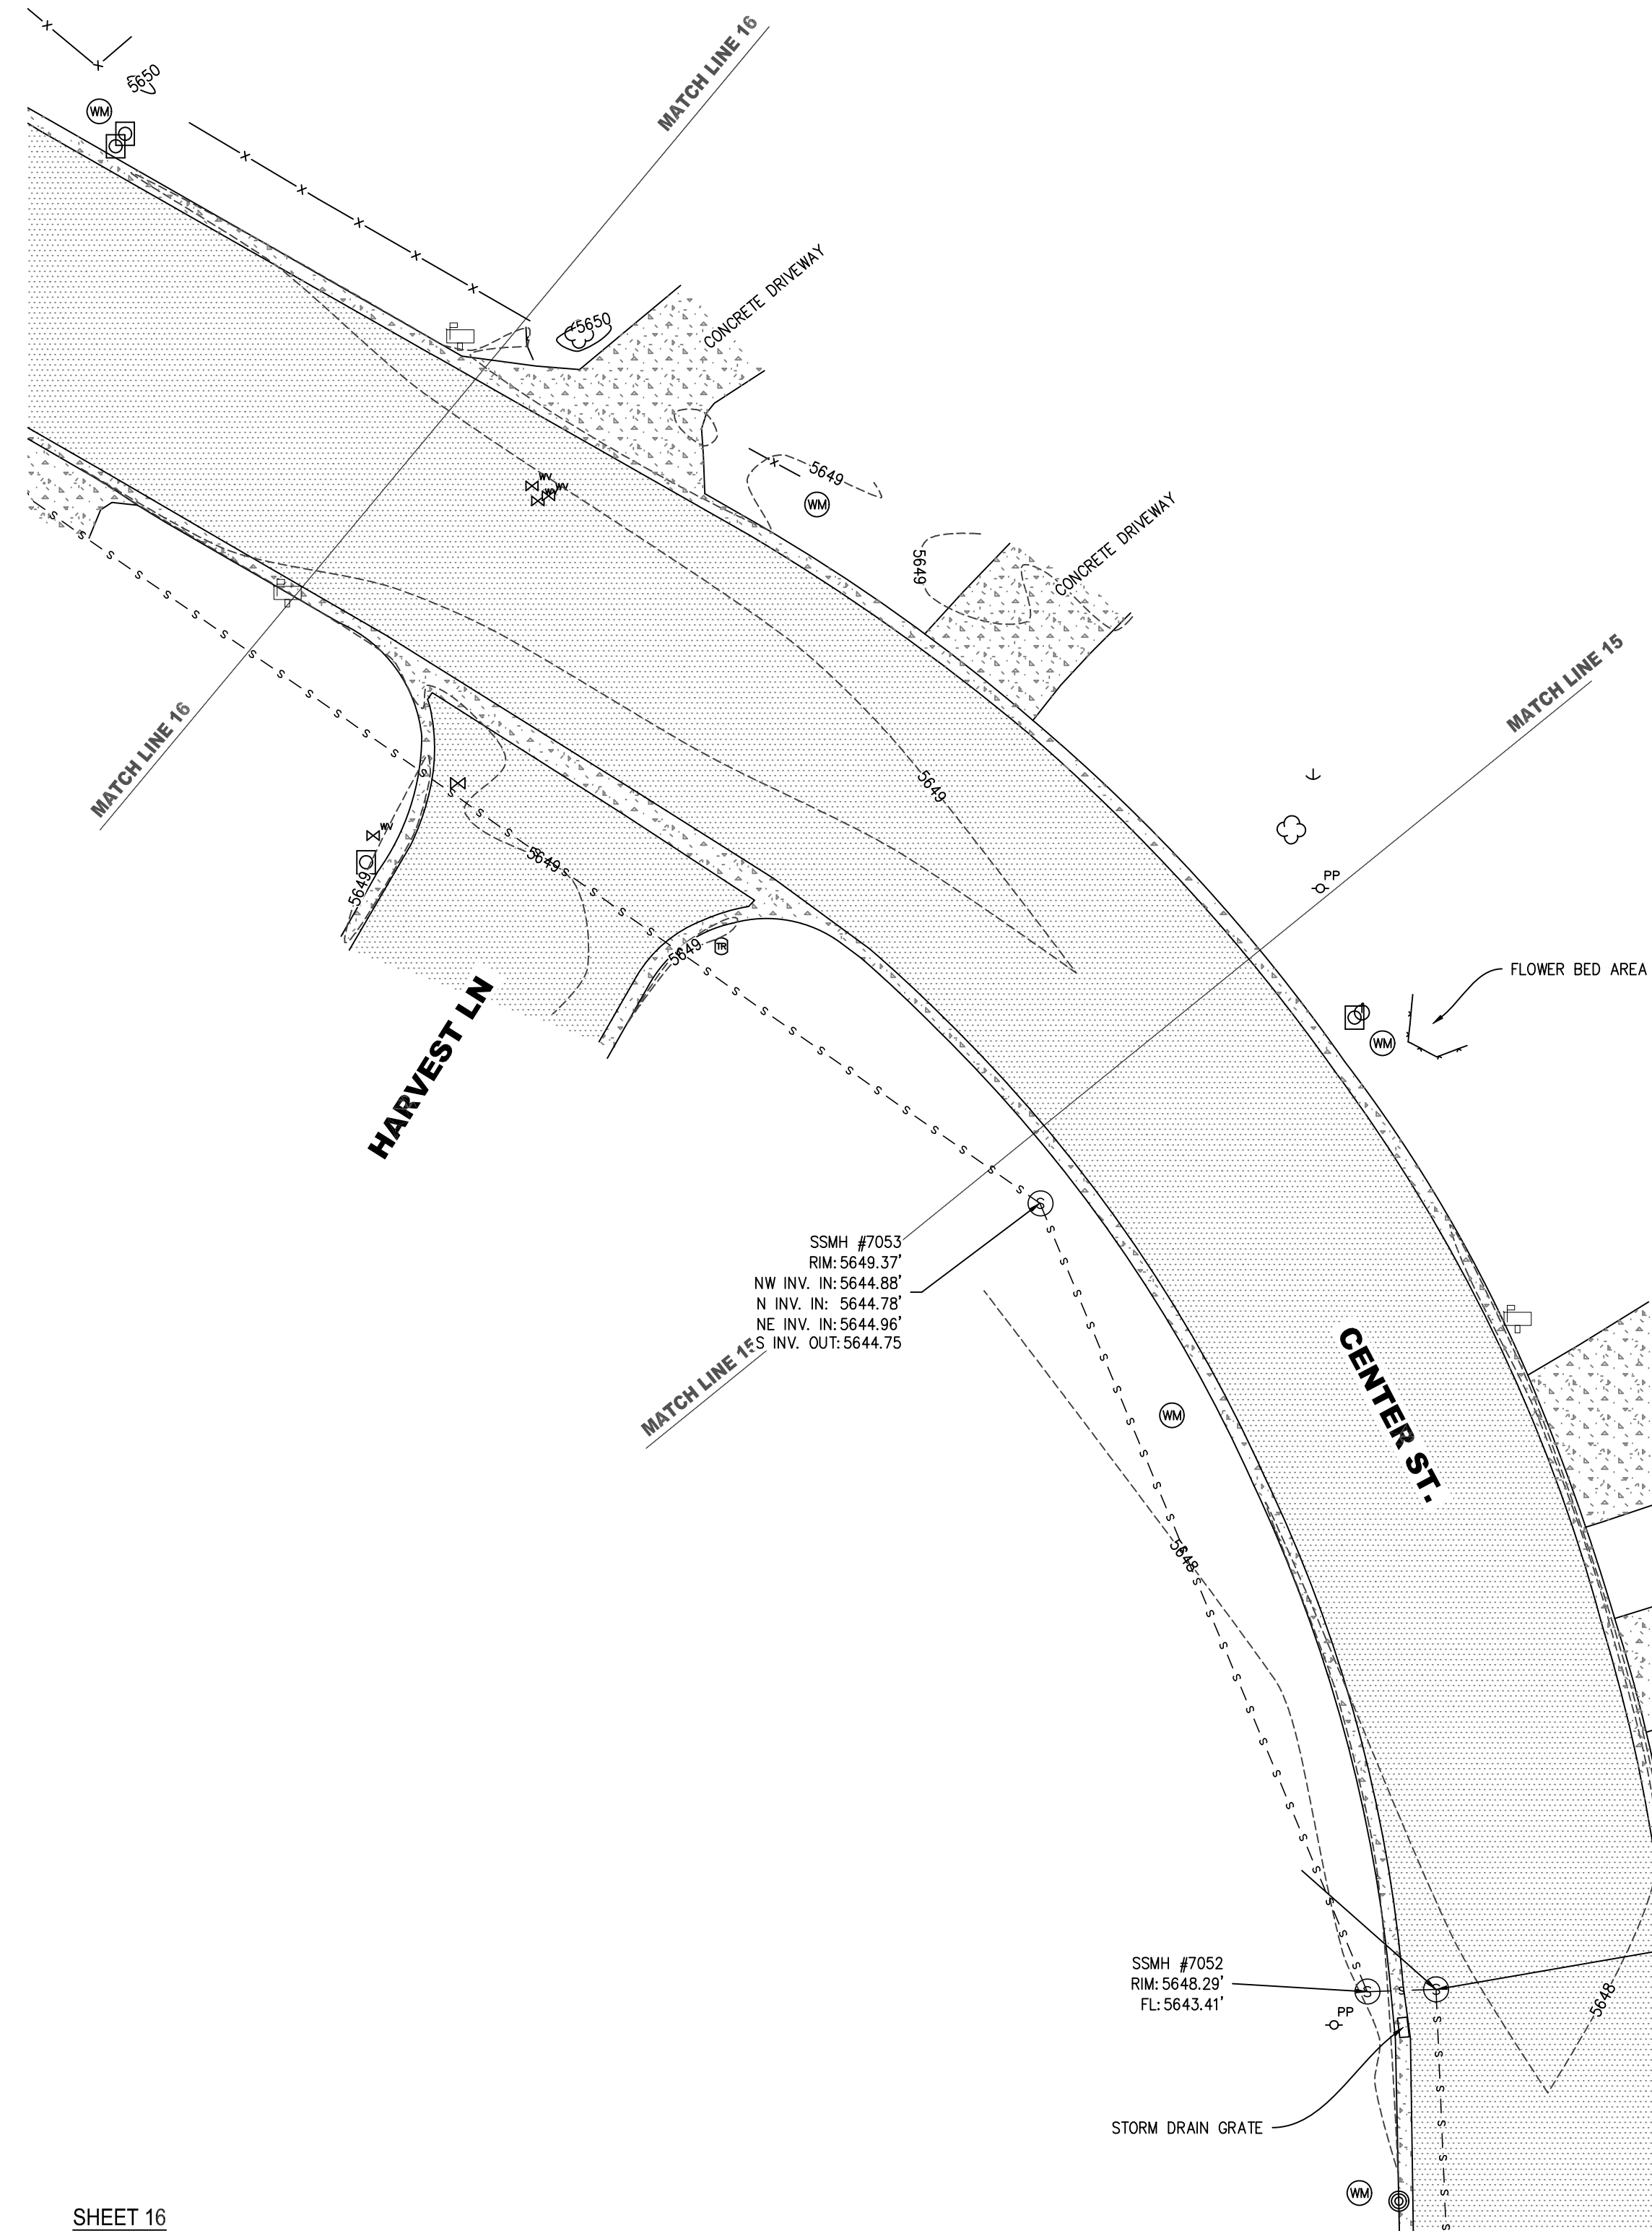 MATCH LINE 16
5650
WM
5650
CONCRETE DRIVEWAY
WV
WV
WV
5649
WM
CONCRETE DRIVEWAY
5649
MATCH LINE 15
MATCH LINE 16
5649
WV
5649
5649
PP
5649
TR
FLOWER BED AREA
WM
HARVEST LN
SSMH #7053
RIM: 5649.37'
NW INV. IN: 5644.88'
N INV. IN: 5644.78'
NE INV. IN: 5644.96'
S INV. OUT: 5644.75
MATCH LINE 15
CENTER ST.
WM
5648
SSMH #7052
RIM: 5648.29'
FL: 5643.41'
PP
5648
STORM DRAIN GRATE
WM
SHEET 16